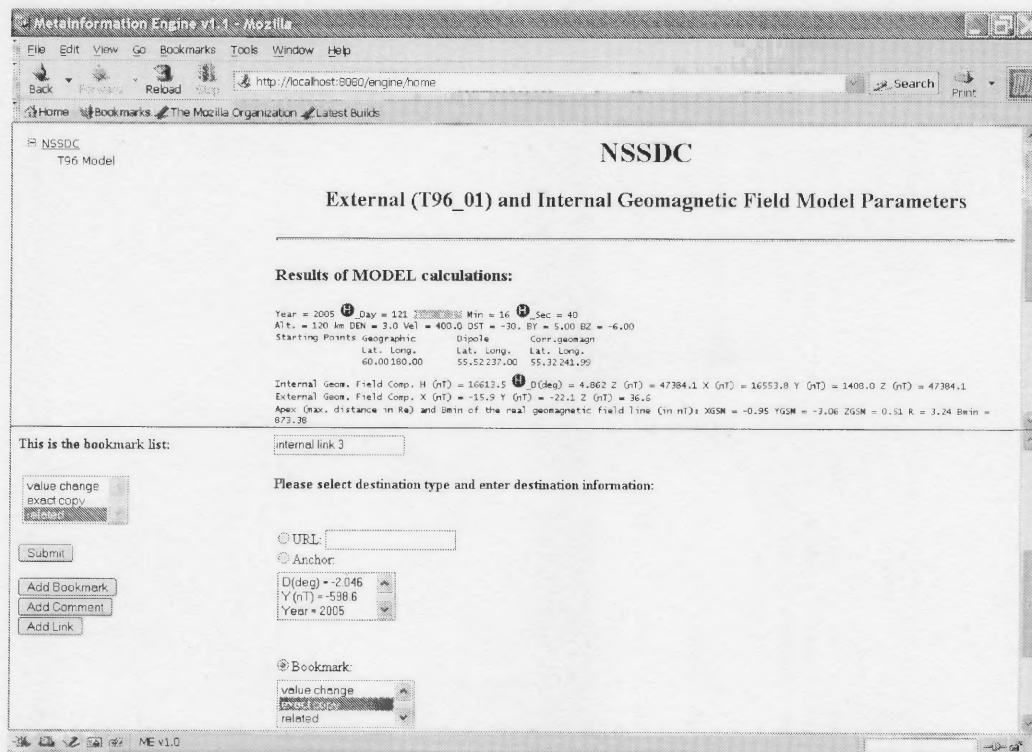 MetaInformation Engine v1.1 - Mozilla
File Edit View Go Bookmarks Tools Window Help
Back Forward Reload Stop http://localhost:8080/engine/home Search Print
Home Bookmarks The Mozilla Organization Latest Builds
NSSDC
T96 Model
NSSDC
External (T96_01) and Internal Geomagnetic Field Model Parameters
Results of MODEL calculations:
Year = 2005 H _Day = 121 Min = 16 H _Sec = 40
Alt. = 120 km DEN = 3.0 Vel = 400.0 DST = -30. BY = 5.00 BZ = -6.00
Starting Points Geographic Dipole Corr.geomagn
Lat. Long. Lat. Long. Lat. Long.
60.00180.00 55.52237.00 55.32241.99
Internal Geom. Field Comp. H (nT) = 16613.5 H _D(deg) = 4.862 Z (nT) = 47384.1 X (nT) = 16553.8 Y (nT) = 1408.0 Z (nT) = 47384.1
External Geom. Field Comp. X (nT) = -15.9 Y (nT) = -22.1 Z (nT) = 36.6
Apex (max. distance in Re) and Bmin of the real geomagnetic field line (in nT): XGSM = -0.95 YGSM = -3.06 ZGSM = 0.51 R = 3.24 Bmin =
873.38
This is the bookmark list:
value change
exact copy
related
Submit
Add Bookmark
Add Comment
Add Link
internal link 3
Please select destination type and enter destination information:
URL:
Anchor:
D(deg) = -2.046
Y (nT) = -598.6
Year = 2005
Bookmark:
value change
exact copy
related
ME v1.0